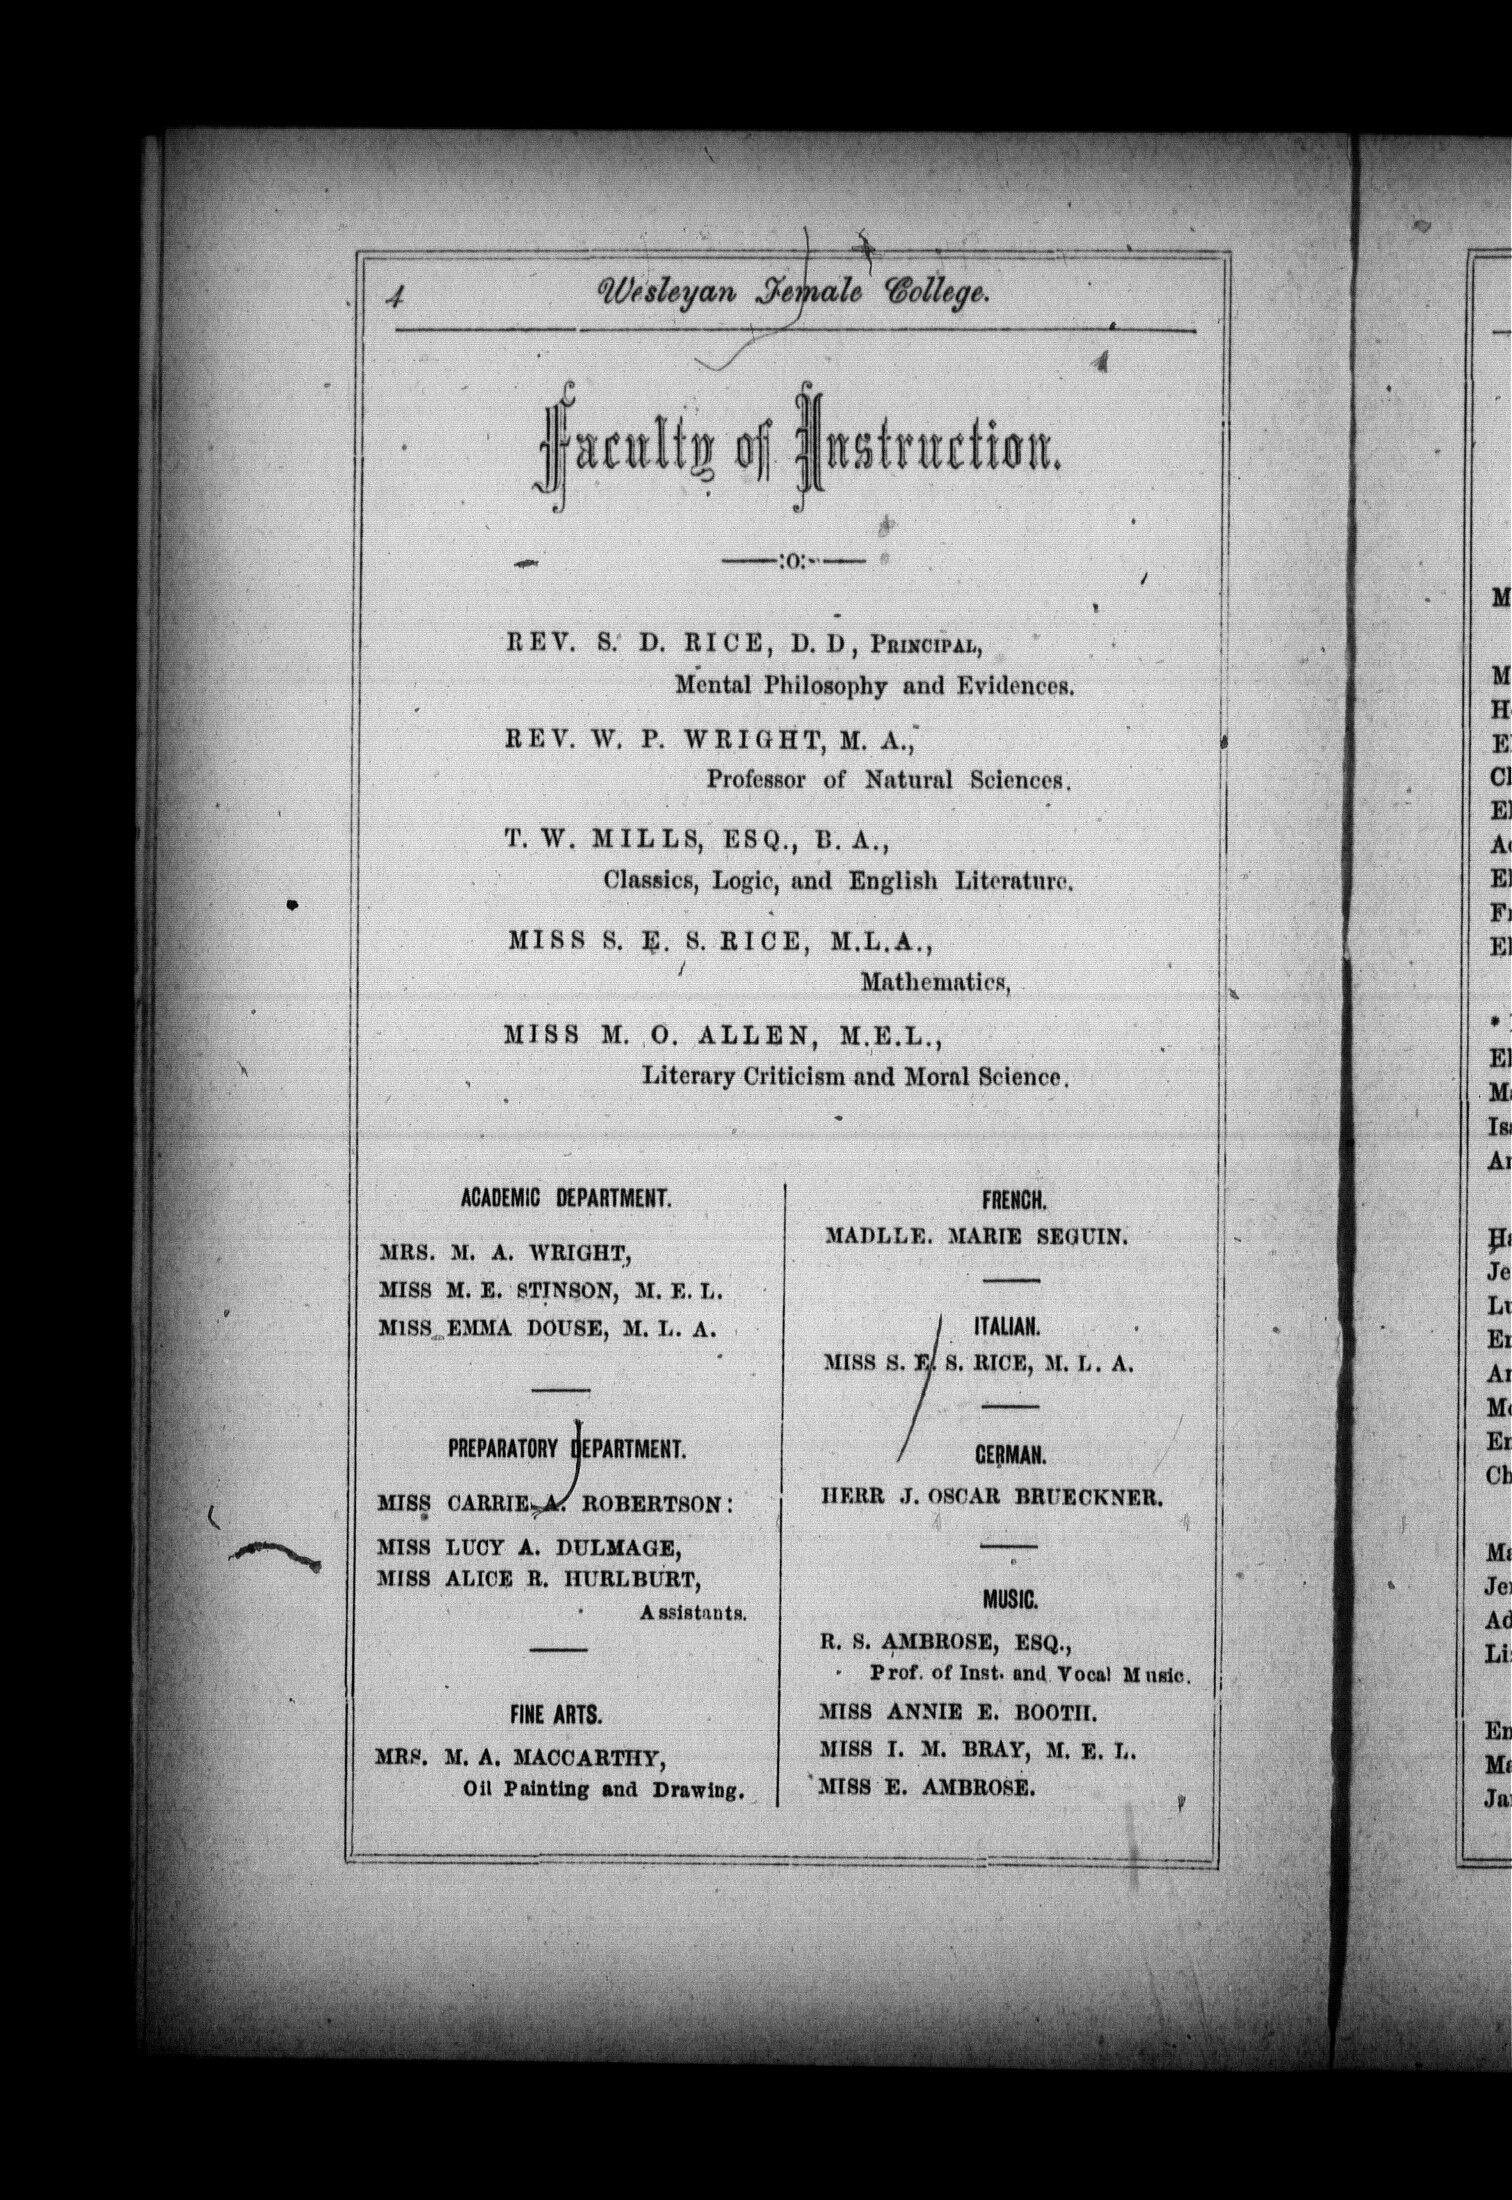 4
Wesleyan Female College.
Faculty of Instruction.
——:o:——
REV. S. D. RICE, D. D, PRINCIPAL,
Mental Philosophy and Evidences.
REV. W. P. WRIGHT, M. A.,
Professor of Natural Sciences.
T. W. MILLS, ESQ., B. A.,
Classics, Logic, and English Literature.
MISS S. E. S. RICE, M.L.A.,
Mathematics,
MISS M. O. ALLEN, M.E.L.,
Literary Criticism and Moral Science.
ACADEMIC DEPARTMENT.
MRS. M. A. WRIGHT,
MISS M. E. STINSON, M. E. L.
MISS EMMA DOUSE, M. L. A.
PREPARATORY DEPARTMENT.
MISS CARRIE A. ROBERTSON:
MISS LUCY A. DULMAGE,
MISS ALICE R. HURLBURT,
Assistants.
FINE ARTS.
MRS. M. A. MACCARTHY,
Oil Painting and Drawing.
FRENCH.
MADLLE. MARIE SEGUIN.
ITALIAN.
MISS S. E. S. RICE, M. L. A.
GERMAN.
HERR J. OSCAR BRUECKNER.
MUSIC.
R. S. AMBROSE, ESQ.,
Prof. of Inst. and Vocal Music.
MISS ANNIE E. BOOTH.
MISS I. M. BRAY, M. E. L.
MISS E. AMBROSE.